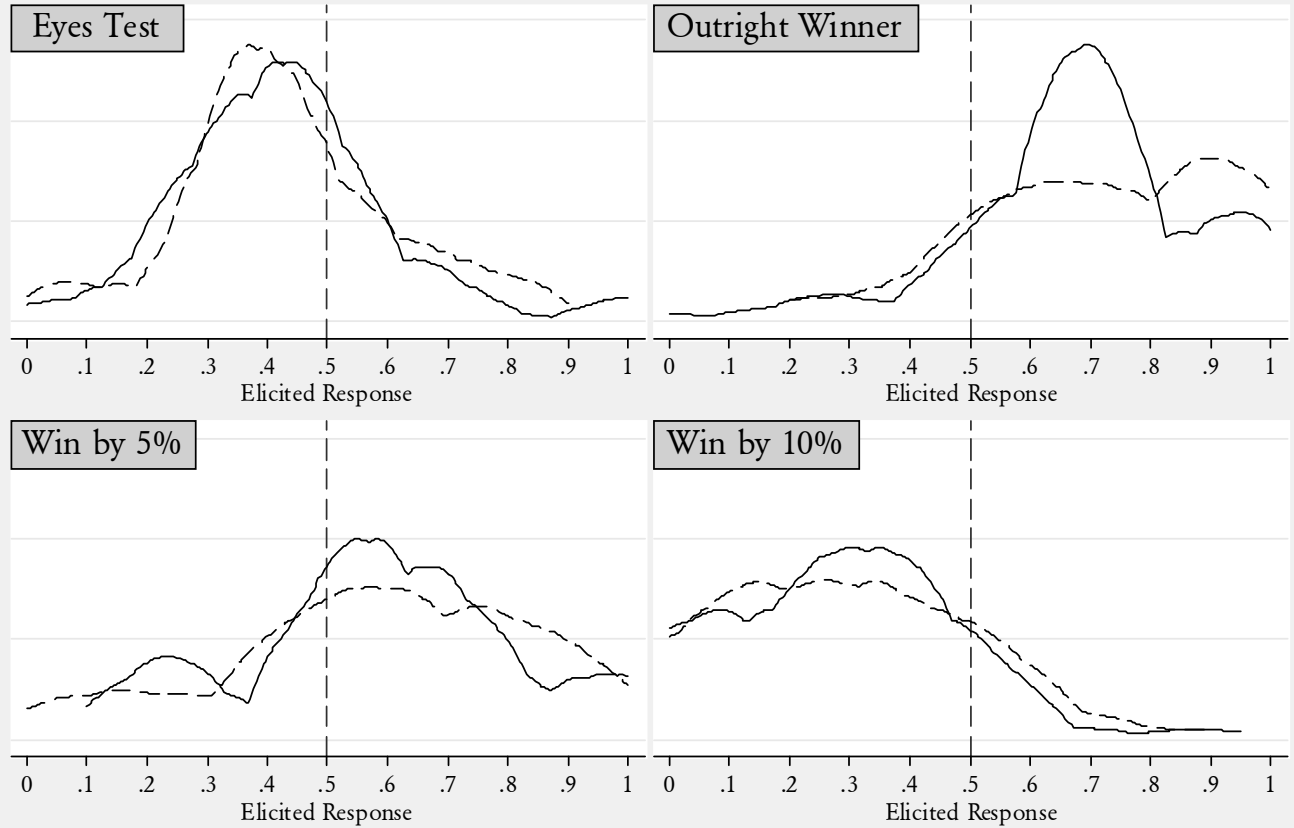 Eyes Test
0 .1 .2 .3 .4 .5 .6 .7 .8 .9 1
Elicited Response
Outright Winner
0 .1 .2 .3 .4 .5 .6 .7 .8 .9 1
Elicited Response
Win by 5%
0 .1 .2 .3 .4 .5 .6 .7 .8 .9 1
Elicited Response
Win by 10%
0 .1 .2 .3 .4 .5 .6 .7 .8 .9 1
Elicited Response